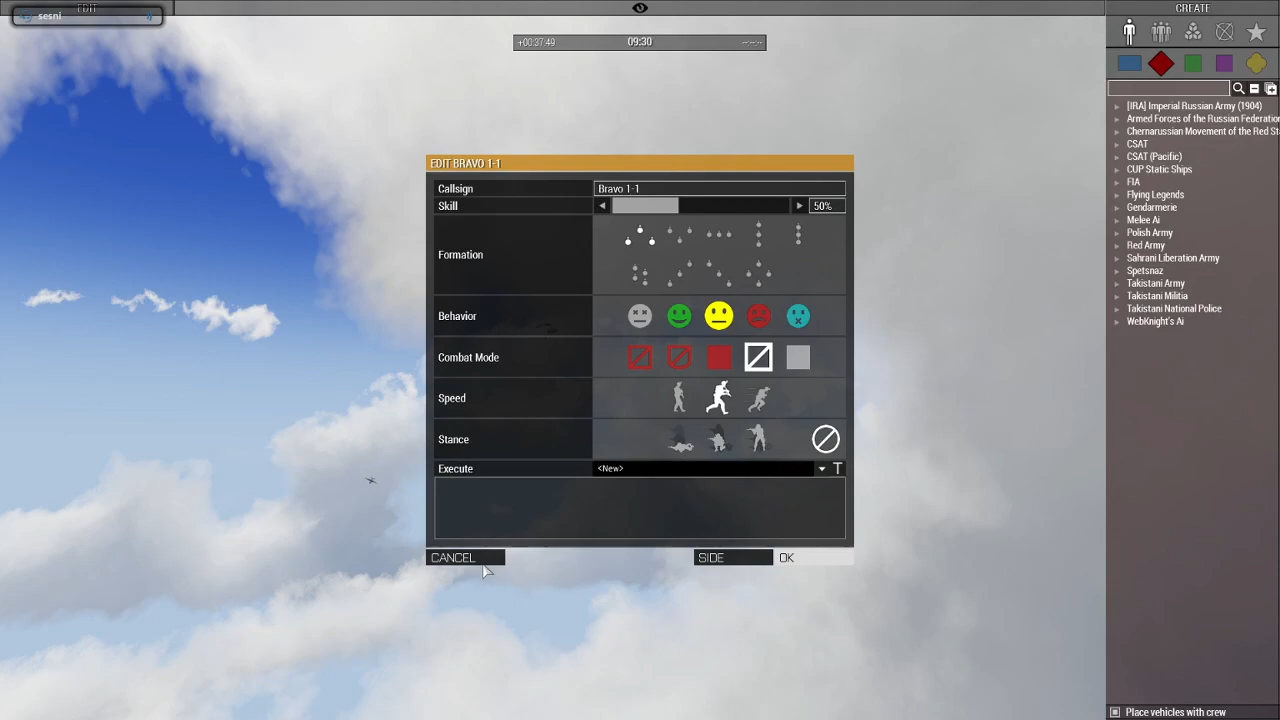 EDIT
sesni
CREATE
+00:37:49
09:30
--:--:--
[IRA] Imperial Russian Army (1904)
Armed Forces of the Russian Federation
Chernarussian Movement of the Red St
CSAT
CSAT (Pacific)
CUP Static Ships
FIA
Flying Legends
Gendarmerie
Melee Ai
Polish Army
Red Army
Sahrani Liberation Army
Spetsnaz
Takistani Army
Takistani Militia
Takistani National Police
WebKnight's Ai
EDIT BRAVO 1-1
Callsign
Bravo 1-1
Skill
50%
Formation
Behavior
Combat Mode
Speed
Stance
Execute
<New>
T
CANCEL
SIDE
OK
Place vehicles with crew